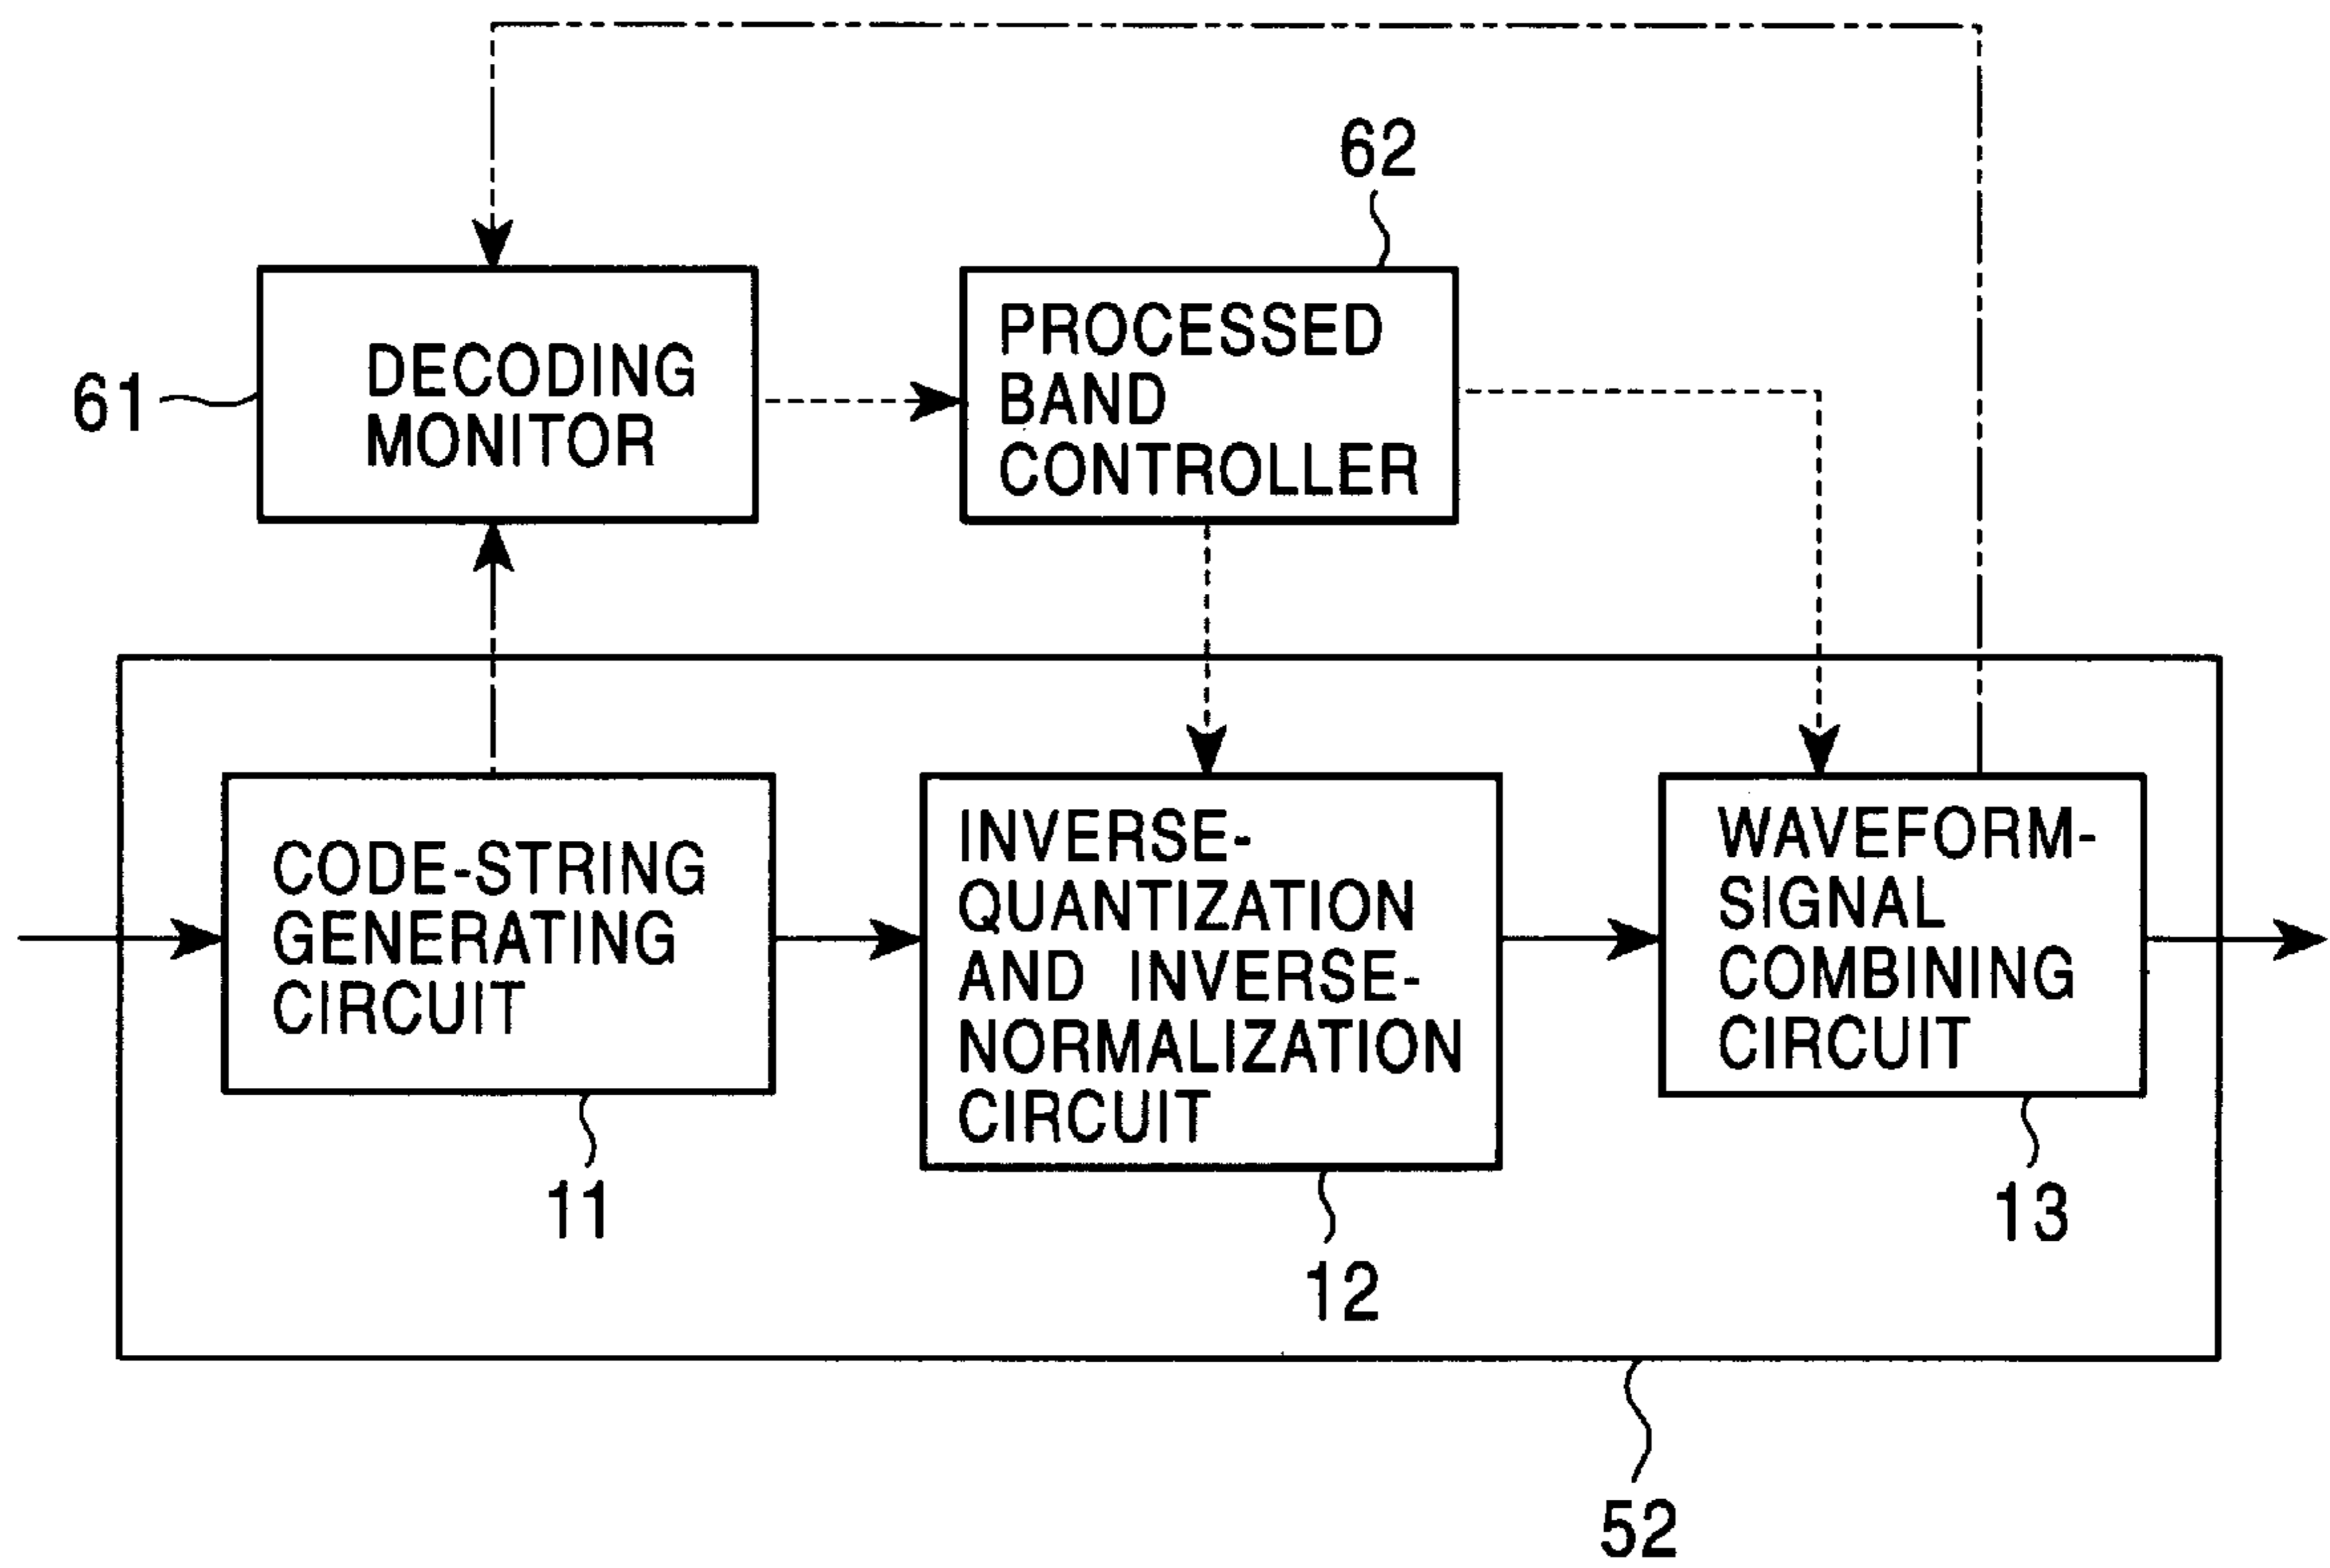 62
61
DECODING
MONITOR
PROCESSED
BAND
CONTROLLER
CODE-STRING
GENERATING
CIRCUIT
INVERSE-
QUANTIZATION
AND INVERSE-
NORMALIZATION
CIRCUIT
WAVEFORM-
SIGNAL
COMBINING
CIRCUIT
11
12
13
52